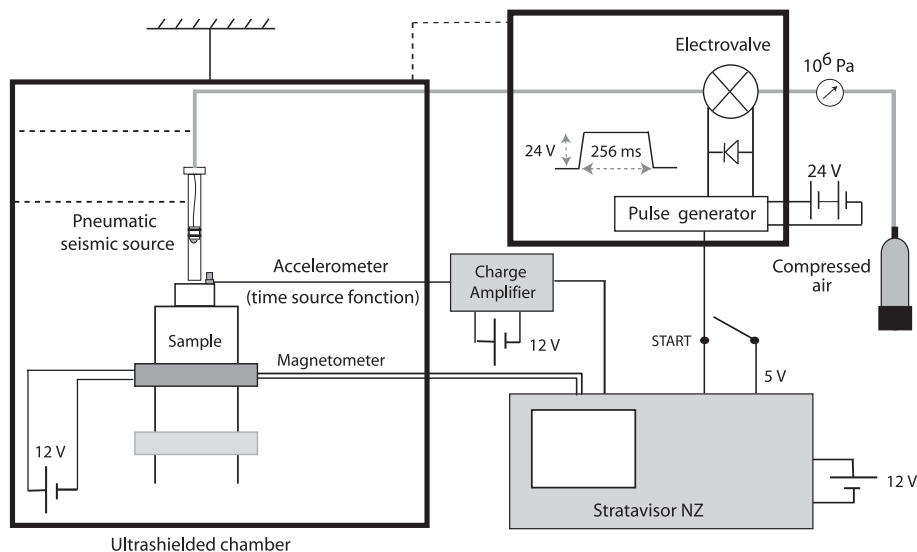 Electrovalve
10⁶ Pa
24 V
256 ms
24 V
Pulse generator
Pneumatic
seismic source
Compressed
air
Accelerometer
(time source fonction)
Charge
Amplifier
12 V
START
5 V
Sample
Magnetometer
12 V
12 V
Stratavisor NZ
Ultrashielded chamber